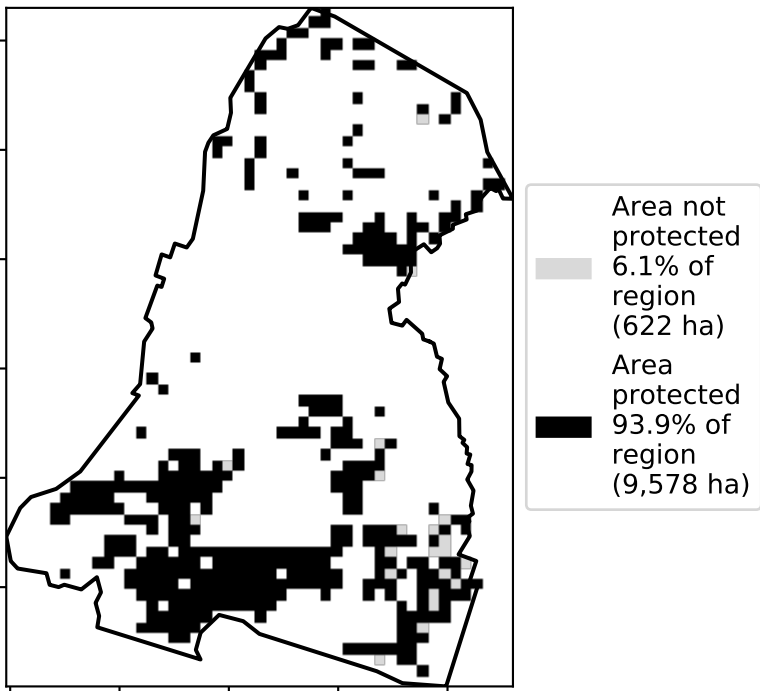 Area not
protected
6.1% of
region
(622 ha)
Area
protected
93.9% of
region
(9,578 ha)